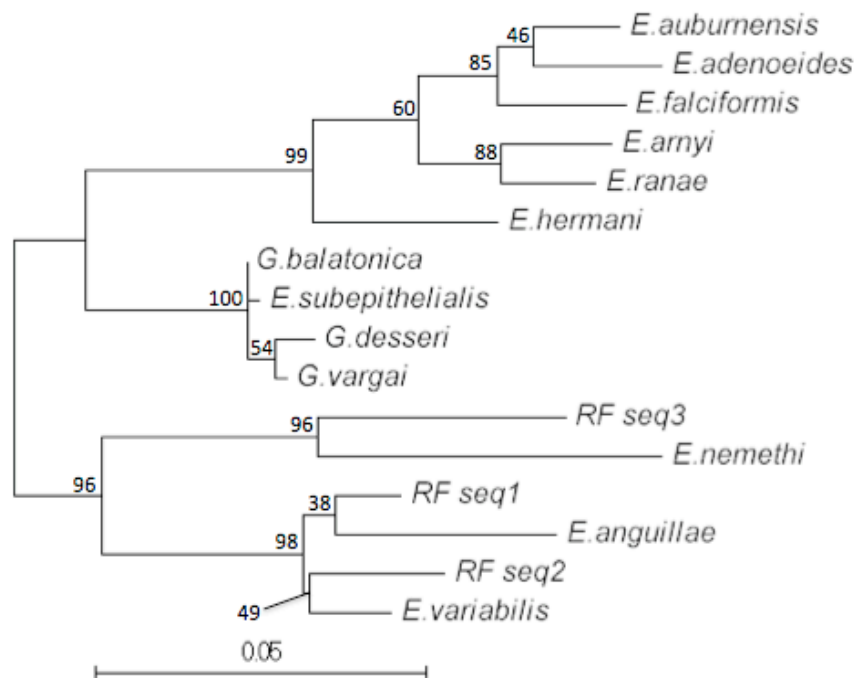 46
E.auburnensis
E.adenoeides
85
E.falciformis
60
E.arnyi
88
E.ranae
99
E.hermani
G.balatonica
100
E.subepithelialis
G.desseri
54
G.vargai
RF seq3
96
E.nemethi
96
RF seq1
38
E.anguillae
98
RF seq2
49
E.variabilis
0.05